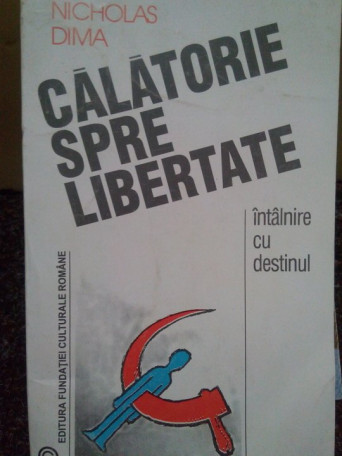 NICHOLAS
DIMA
CĂLĂTORIE
SPRE
LIBERTATE
întâlnire
cu
destinul
EDITURA FUNDAȚIEI CULTURALE ROMÂNE